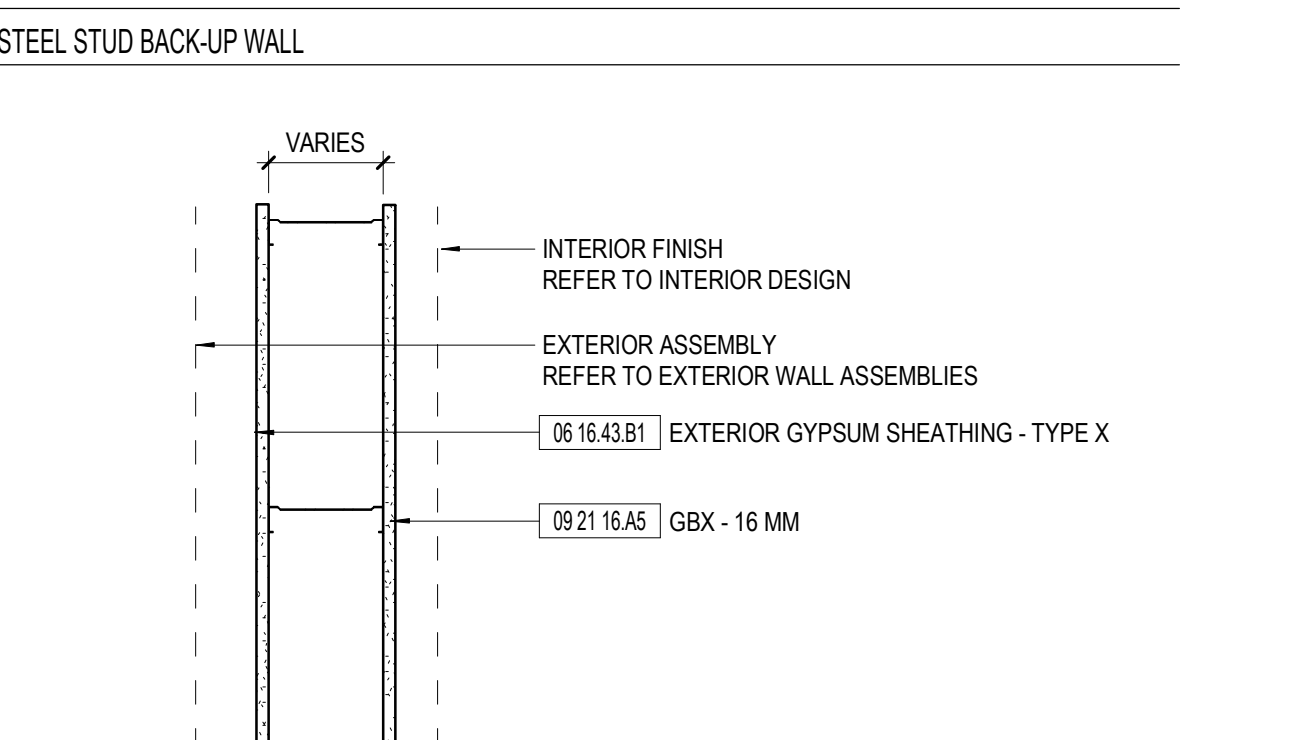 STEEL STUD BACK-UP WALL
VARIES
INTERIOR FINISH
REFER TO INTERIOR DESIGN
EXTERIOR ASSEMBLY
REFER TO EXTERIOR WALL ASSEMBLIES
06 16.43.B1 EXTERIOR GYPSUM SHEATHING - TYPE X
09 21 16.A5 GBX - 16 MM